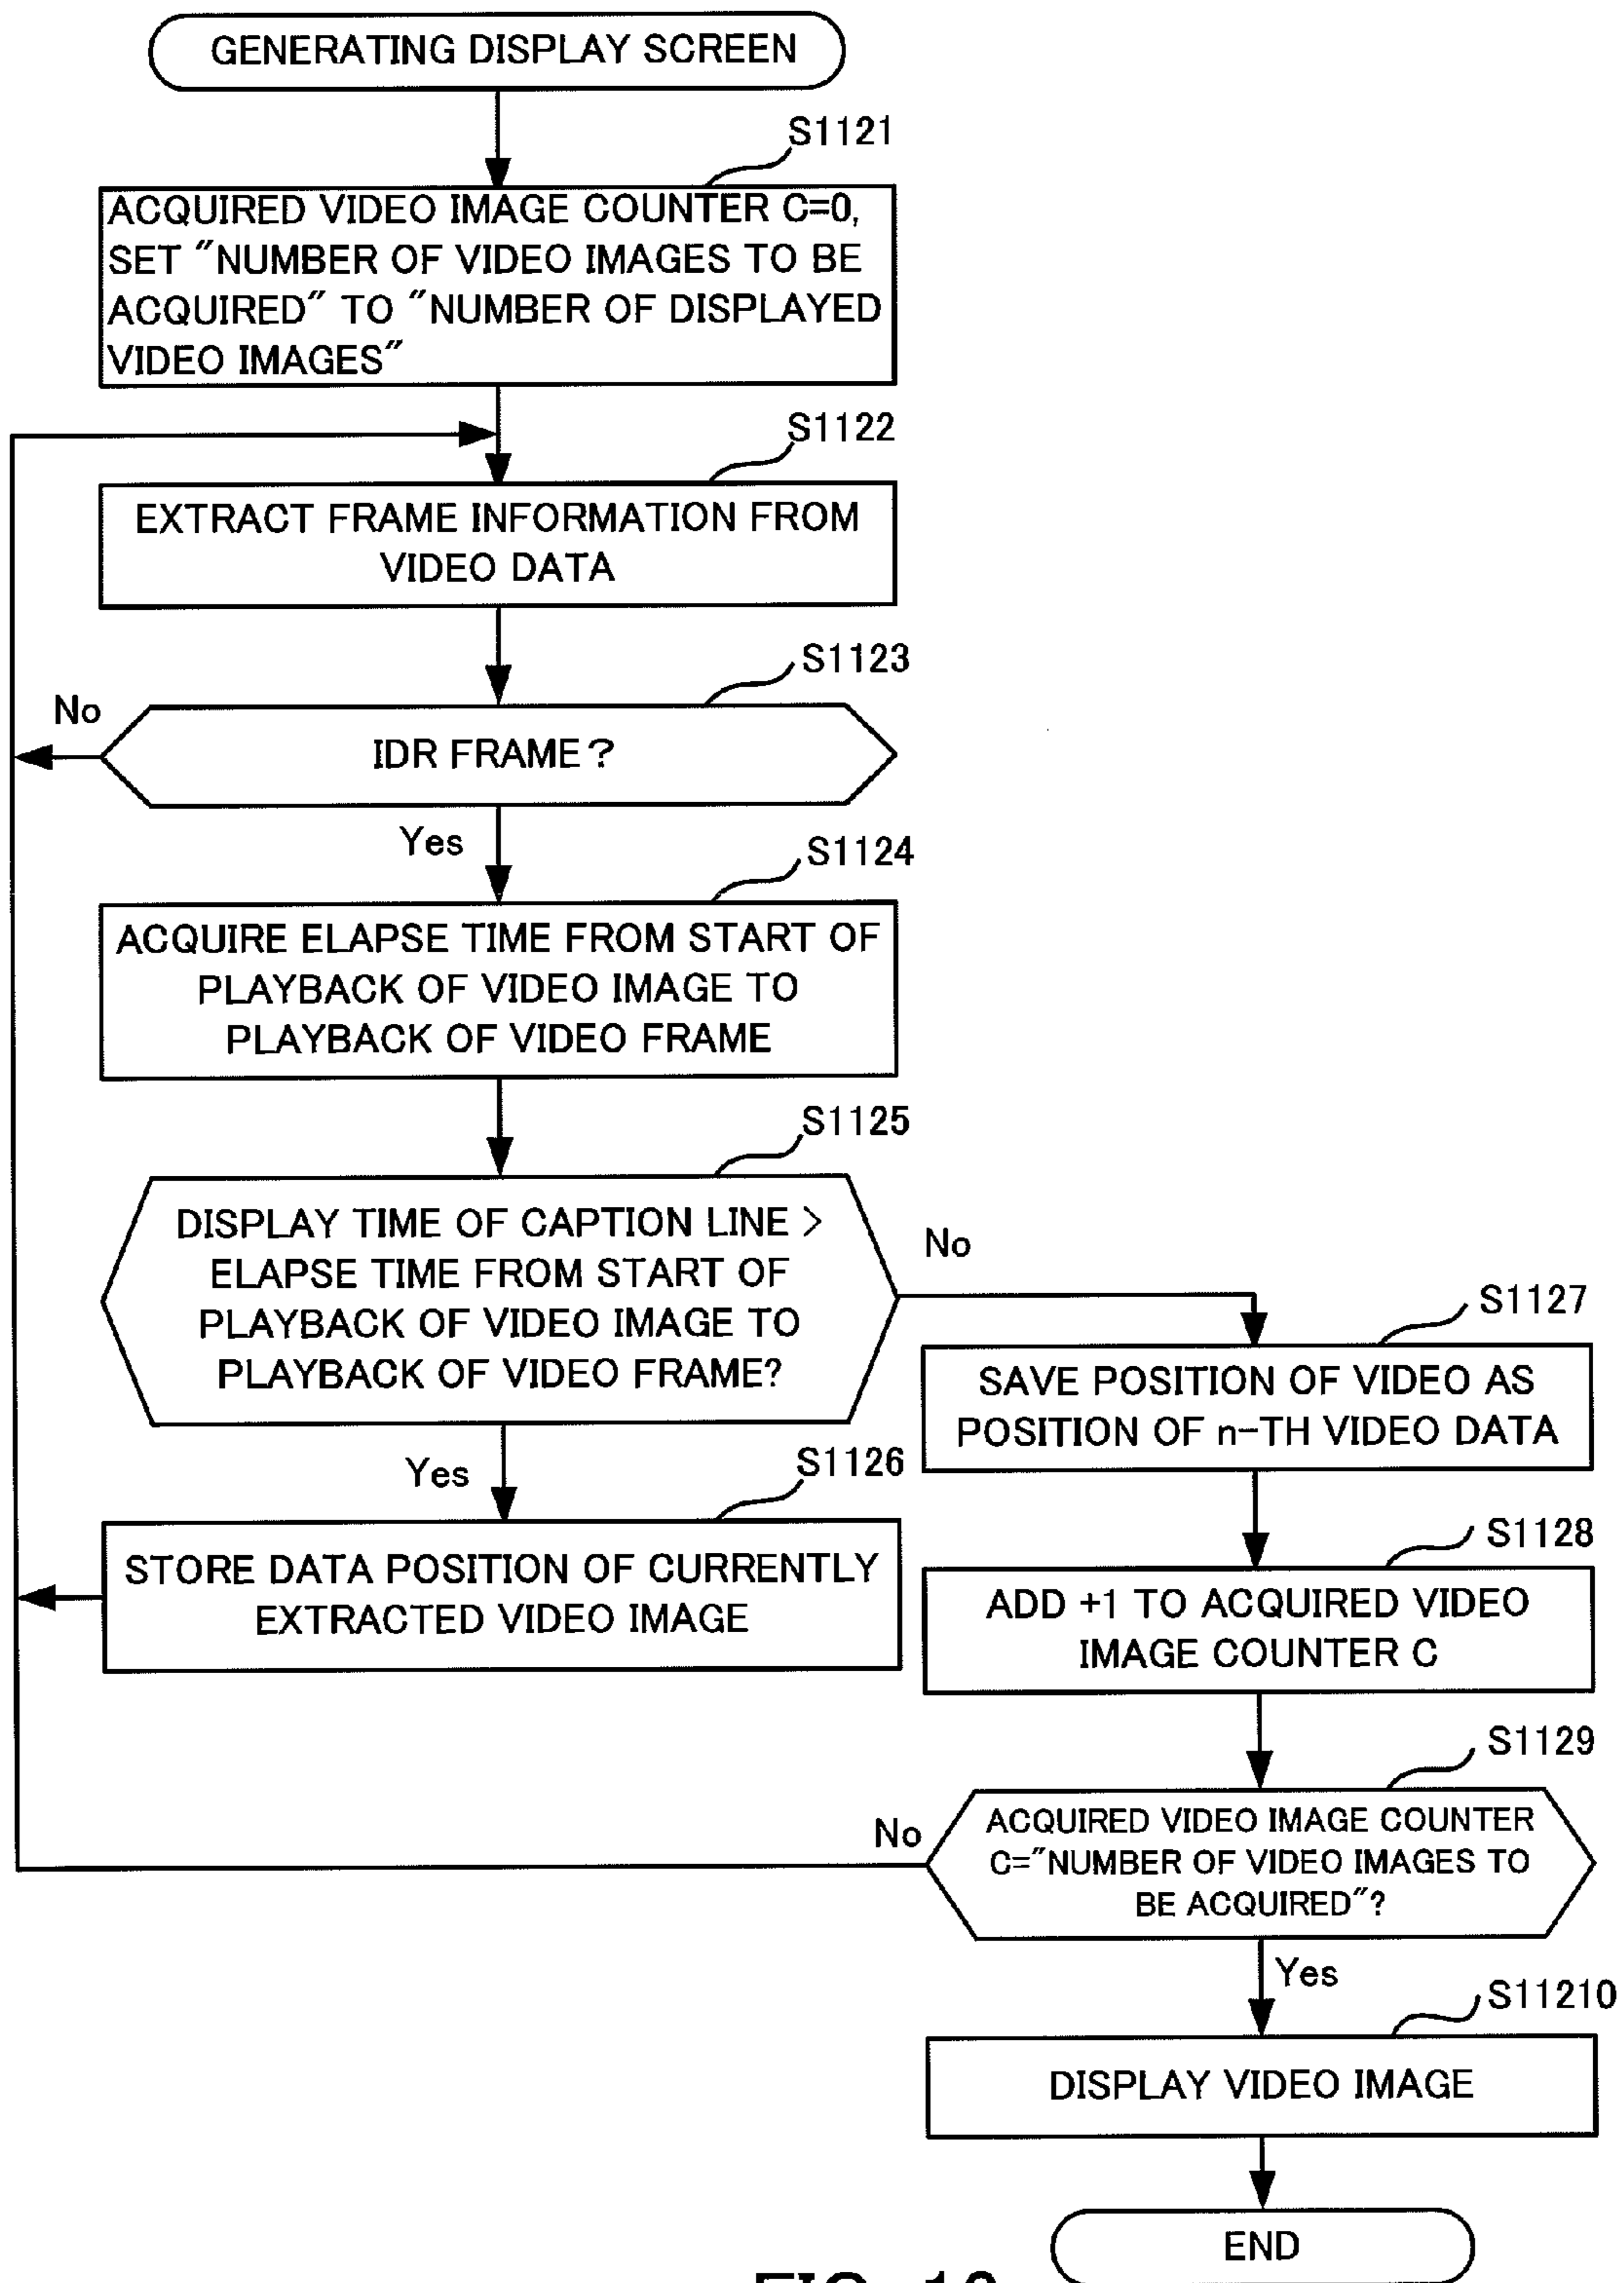 GENERATING DISPLAY SCREEN
S1121
ACQUIRED VIDEO IMAGE COUNTER C=0,
SET "NUMBER OF VIDEO IMAGES TO BE
ACQUIRED" TO "NUMBER OF DISPLAYED
VIDEO IMAGES"
S1122
EXTRACT FRAME INFORMATION FROM
VIDEO DATA
S1123
No
IDR FRAME?
Yes
S1124
ACQUIRE ELAPSE TIME FROM START OF
PLAYBACK OF VIDEO IMAGE TO
PLAYBACK OF VIDEO FRAME
S1125
DISPLAY TIME OF CAPTION LINE >
ELAPSE TIME FROM START OF
PLAYBACK OF VIDEO IMAGE TO
PLAYBACK OF VIDEO FRAME?
No
Yes
S1126
STORE DATA POSITION OF CURRENTLY
EXTRACTED VIDEO IMAGE
S1127
SAVE POSITION OF VIDEO AS
POSITION OF n-TH VIDEO DATA
S1128
ADD +1 TO ACQUIRED VIDEO
IMAGE COUNTER C
S1129
No
ACQUIRED VIDEO IMAGE COUNTER
C="NUMBER OF VIDEO IMAGES TO
BE ACQUIRED"?
Yes
S11210
DISPLAY VIDEO IMAGE
END